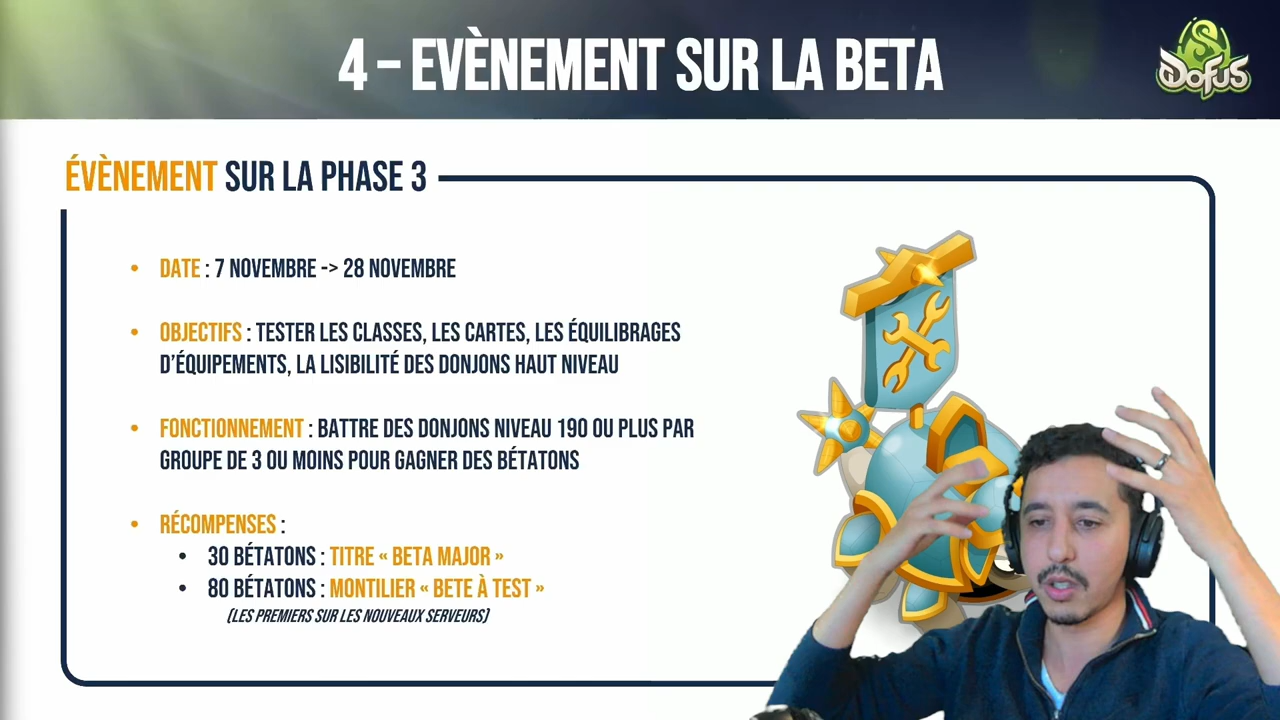 4 – EVÈNEMENT SUR LA BETA
DOFUS
ÉVÈNEMENT SUR LA PHASE 3
• DATE : 7 NOVEMBRE -> 28 NOVEMBRE
• OBJECTIFS : TESTER LES CLASSES, LES CARTES, LES ÉQUILIBRAGES
D'ÉQUIPEMENTS, LA LISIBILITÉ DES DONJONS HAUT NIVEAU
• FONCTIONNEMENT : BATTRE DES DONJONS NIVEAU 190 OU PLUS PAR
GROUPE DE 3 OU MOINS POUR GAGNER DES BÉTATONS
• RÉCOMPENSES :
• 30 BÉTATONS : TITRE « BETA MAJOR »
• 80 BÉTATONS : MONTILIER « BETE À TEST »
(LES PREMIERS SUR LES NOUVEAUX SERVEURS)